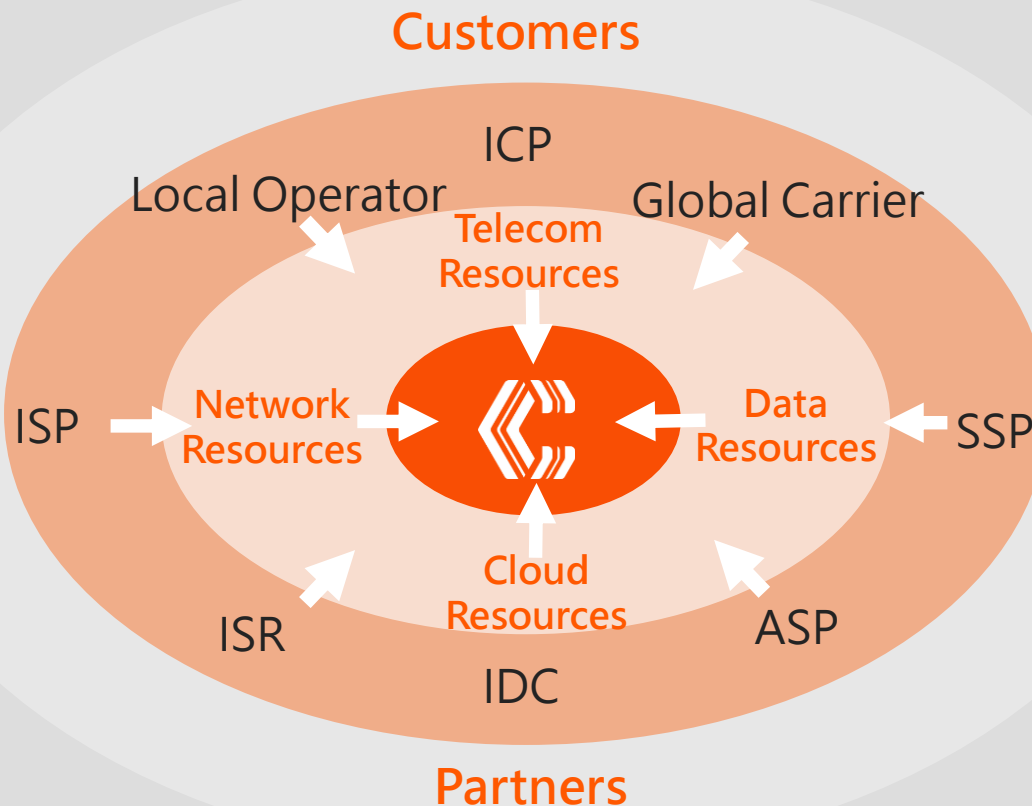 Customers
ICP
Local Operator
Global Carrier
Telecom
Resources
ISP
Network
Resources
Data
Resources
SSP
Cloud
Resources
ISR
ASP
IDC
Partners